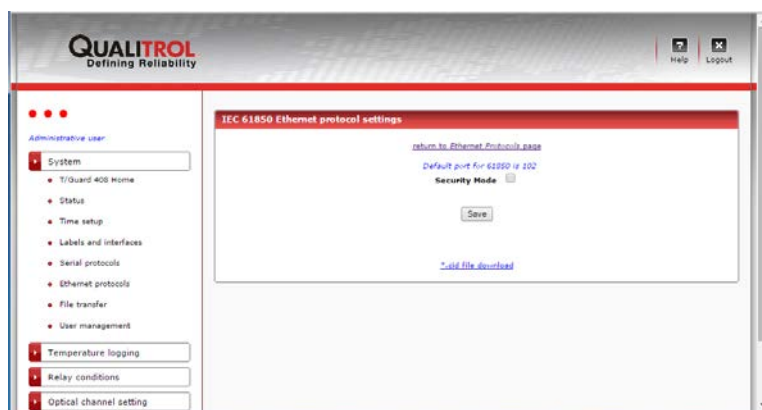 QUALITROL
Defining Reliability
Help
Logout
Administrative user
System
T/Guard 408 Home
Status
Time setup
Labels and interfaces
Serial protocols
Ethernet protocols
File transfer
User management
Temperature logging
Relay conditions
Optical channel setting
IEC 61850 Ethernet protocol settings
return to Ethernet Protocols page
Default port for 61850 is 102
Security Mode
Save
*.cid file download